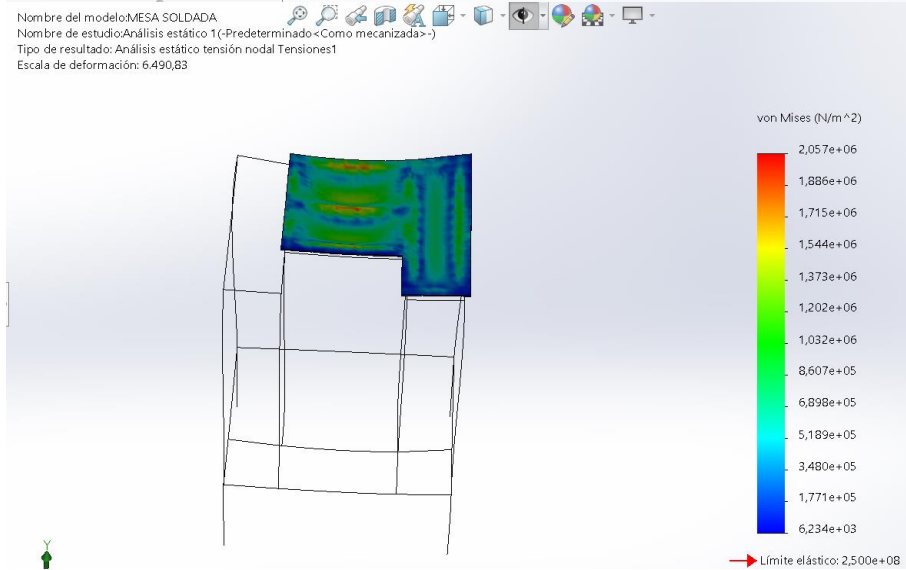 Nombre del modelo:MESA SOLDADA
Nombre de estudio:Análisis estático 1(-Predeterminado<Como mecanizada>-)
Tipo de resultado: Análisis estático tensión nodal Tensiones1
Escala de deformación: 6.490,83
von Mises (N/m^2)
2,057e+06
1,886e+06
1,715e+06
1,544e+06
1,373e+06
1,202e+06
1,032e+06
8,607e+05
6,898e+05
5,189e+05
3,480e+05
1,771e+05
6,234e+03
Límite elástico: 2,500e+08
Y